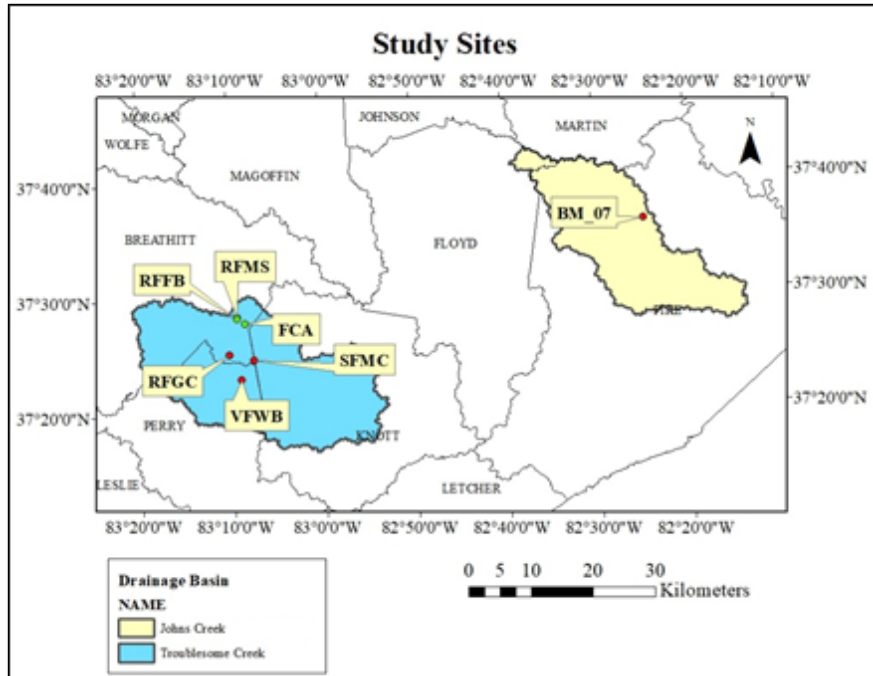 Study Sites
83°20'0"W 83°10'0"W 83°0'0"W 82°50'0"W 82°40'0"W 82°30'0"W 82°20'0"W 82°10'0"W
MORGAN
JOHNSON
MARTIN
N
WOLFE
37°40'0"N
MAGOFFIN
37°40'0"N
BM_07
BREATHITT
FLOYD
RFMS
RFFB
37°30'0"N
37°30'0"N
FCA
SFMC
RFGC
VFWB
37°20'0"N
37°20'0"N
PERRY
KNOTT
LESLIE
LETCHER
83°20'0"W 83°10'0"W 83°0'0"W 82°50'0"W 82°40'0"W 82°30'0"W 82°20'0"W 82°10'0"W
Drainage Basin
NAME
Johns Creek
Troublesome Creek
0 5 10 20 30
Kilometers